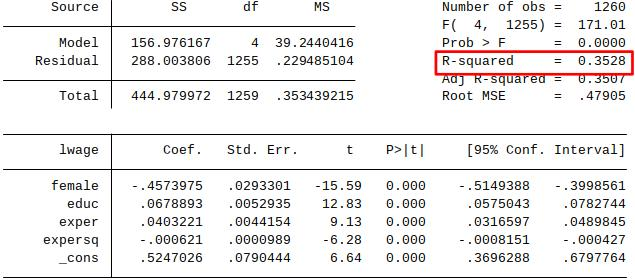 Source SS df MS Number of obs = 1260
F( 4, 1255) = 171.01
Model 156.976167 4 39.2440416 Prob > F = 0.0000
Residual 288.003806 1255 .229485104 R-squared = 0.3528
Adj R-squared = 0.3507
Total 444.979972 1259 .353439215 Root MSE = .47905
lwage Coef. Std. Err. t P>|t| [95% Conf. Interval]
female -.4573975 .0293301 -15.59 0.000 -.5149388 -.3998561
educ .0678893 .0052935 12.83 0.000 .0575043 .0782744
exper .0403221 .0044154 9.13 0.000 .0316597 .0489845
expersq -.000621 .0000989 -6.28 0.000 -.0008151 -.000427
_cons .5247026 .0790444 6.64 0.000 .3696288 .6797764